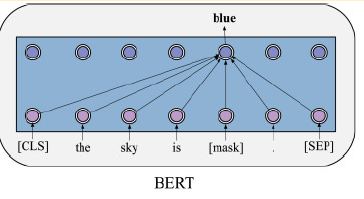 blue
[CLS] the sky is [mask] . [SEP]
BERT